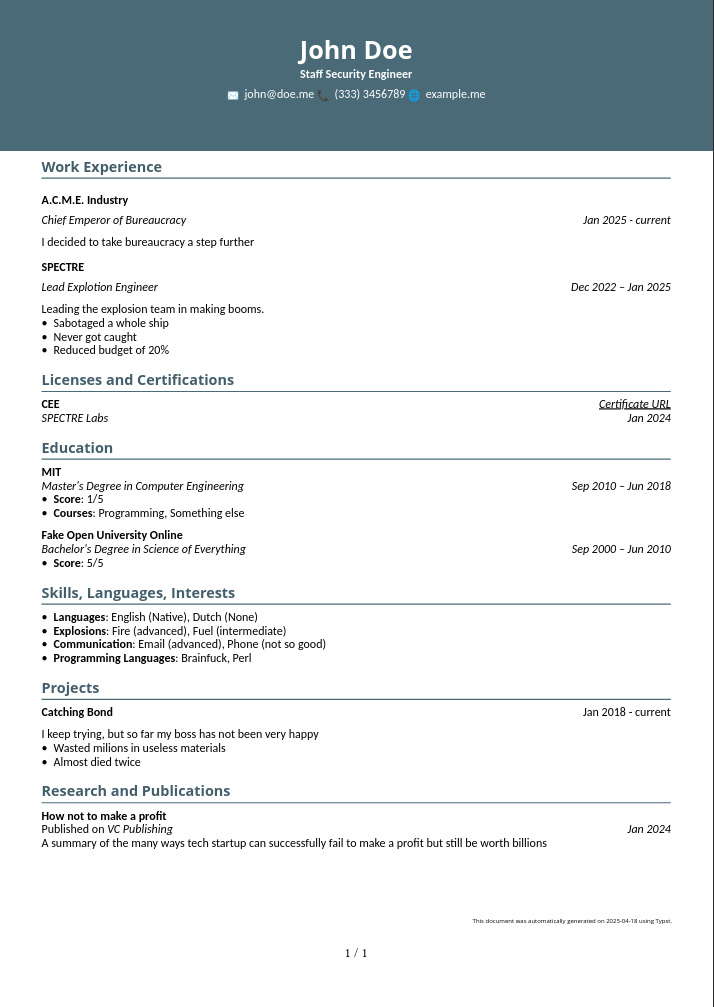 John Doe
Staff Security Engineer
✉️ john@doe.me 📞 (333) 3456789 🌐 example.me
Work Experience
A.C.M.E. Industry
Chief Emperor of Bureaucracy Jan 2025 - current
I decided to take bureaucracy a step further
SPECTRE
Lead Explotion Engineer Dec 2022 – Jan 2025
Leading the explosion team in making booms.
• Sabotaged a whole ship
• Never got caught
• Reduced budget of 20%
Licenses and Certifications
CEE Certificate URL
SPECTRE Labs Jan 2024
Education
MIT
Master's Degree in Computer Engineering Sep 2010 – Jun 2018
• Score: 1/5
• Courses: Programming, Something else
Fake Open University Online
Bachelor's Degree in Science of Everything Sep 2000 – Jun 2010
• Score: 5/5
Skills, Languages, Interests
• Languages: English (Native), Dutch (None)
• Explosions: Fire (advanced), Fuel (intermediate)
• Communication: Email (advanced), Phone (not so good)
• Programming Languages: Brainfuck, Perl
Projects
Catching Bond Jan 2018 - current
I keep trying, but so far my boss has not been very happy
• Wasted milions in useless materials
• Almost died twice
Research and Publications
How not to make a profit
Published on VC Publishing Jan 2024
A summary of the many ways tech startup can successfully fail to make a profit but still be worth billions
This document was automatically generated on 2025-04-18 using Typst.
1 / 1